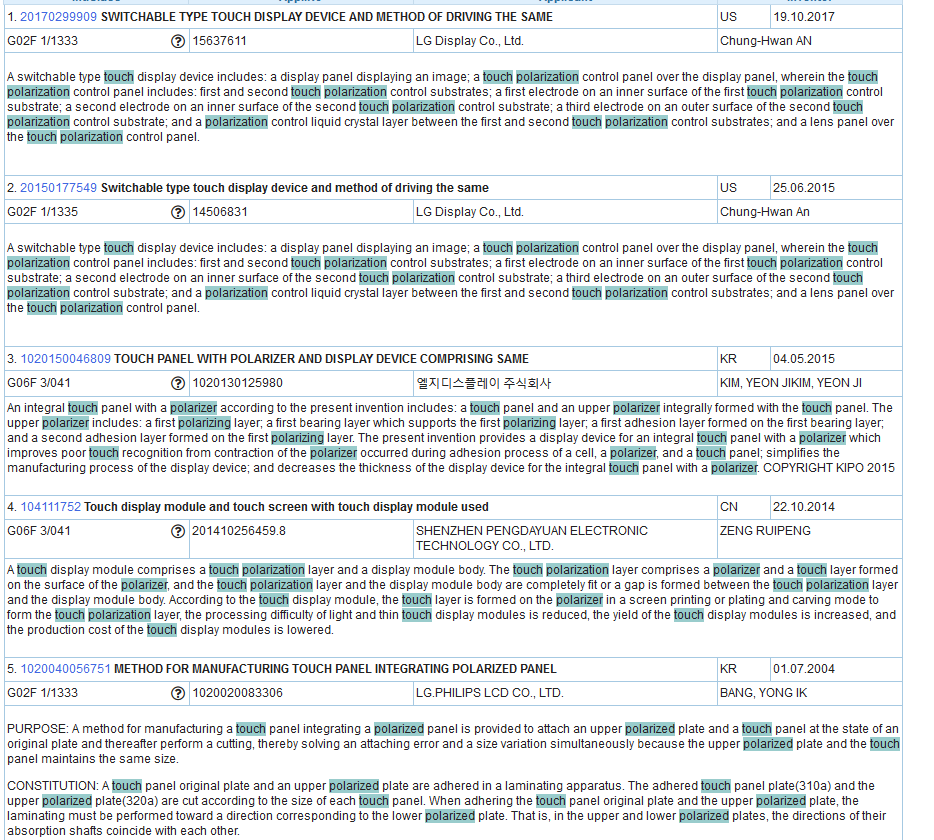 1. 20170299909 SWITCHABLE TYPE TOUCH DISPLAY DEVICE AND METHOD OF DRIVING THE SAME US 19.10.2017
G02F 1/1333 ? 15637611 LG Display Co., Ltd. Chung-Hwan AN
A switchable type touch display device includes: a display panel displaying an image; a touch polarization control panel over the display panel, wherein the touch
polarization control panel includes: first and second touch polarization control substrates; a first electrode on an inner surface of the first touch polarization control
substrate; a second electrode on an inner surface of the second touch polarization control substrate; a third electrode on an outer surface of the second touch
polarization control substrate; and a polarization control liquid crystal layer between the first and second touch polarization control substrates; and a lens panel over
the touch polarization control panel.
2. 20150177549 Switchable type touch display device and method of driving the same US 25.06.2015
G02F 1/1335 ? 14506831 LG Display Co., Ltd. Chung-Hwan An
A switchable type touch display device includes: a display panel displaying an image; a touch polarization control panel over the display panel, wherein the touch
polarization control panel includes: first and second touch polarization control substrates; a first electrode on an inner surface of the first touch polarization control
substrate; a second electrode on an inner surface of the second touch polarization control substrate; a third electrode on an outer surface of the second touch
polarization control substrate; and a polarization control liquid crystal layer between the first and second touch polarization control substrates; and a lens panel over
the touch polarization control panel.
3. 1020150046809 TOUCH PANEL WITH POLARIZER AND DISPLAY DEVICE COMPRISING SAME KR 04.05.2015
G06F 3/041 ? 1020130125980 엘지디스플레이 주식회사 KIM, YEON JIKIM, YEON JI
An integral touch panel with a polarizer according to the present invention includes: a touch panel and an upper polarizer integrally formed with the touch panel. The
upper polarizer includes: a first polarizing layer; a first bearing layer which supports the first polarizing layer; a first adhesion layer formed on the first bearing layer;
and a second adhesion layer formed on the first polarizing layer. The present invention provides a display device for an integral touch panel with a polarizer which
improves poor touch recognition from contraction of the polarizer occurred during adhesion process of a cell, a polarizer, and a touch panel; simplifies the
manufacturing process of the display device; and decreases the thickness of the display device for the integral touch panel with a polarizer. COPYRIGHT KIPO 2015
4. 104111752 Touch display module and touch screen with touch display module used CN 22.10.2014
G06F 3/041 ? 201410256459.8 SHENZHEN PENGDAYUAN ELECTRONIC ZENG RUIPENG
TECHNOLOGY CO., LTD.
A touch display module comprises a touch polarization layer and a display module body. The touch polarization layer comprises a polarizer and a touch layer formed
on the surface of the polarizer, and the touch polarization layer and the display module body are completely fit or a gap is formed between the touch polarization layer
and the display module body. According to the touch display module, the touch layer is formed on the polarizer in a screen printing or plating and carving mode to
form the touch polarization layer, the processing difficulty of light and thin touch display modules is reduced, the yield of the touch display modules is increased, and
the production cost of the touch display modules is lowered.
5. 1020040056751 METHOD FOR MANUFACTURING TOUCH PANEL INTEGRATING POLARIZED PANEL KR 01.07.2004
G02F 1/1333 ? 1020020083306 LG.PHILIPS LCD CO., LTD. BANG, YONG IK
PURPOSE: A method for manufacturing a touch panel integrating a polarized panel is provided to attach an upper polarized plate and a touch panel at the state of an
original plate and thereafter perform a cutting, thereby solving an attaching error and a size variation simultaneously because the upper polarized plate and the touch
panel maintains the same size.
CONSTITUTION: A touch panel original plate and an upper polarized plate are adhered in a laminating apparatus. The adhered touch panel plate(310a) and the
upper polarized plate(320a) are cut according to the size of each touch panel. When adhering the touch panel original plate and the upper polarized plate, the
laminating must be performed toward a direction corresponding to the lower polarized plate. That is, in the upper and lower polarized plates, the directions of their
absorption shafts coincide with each other.